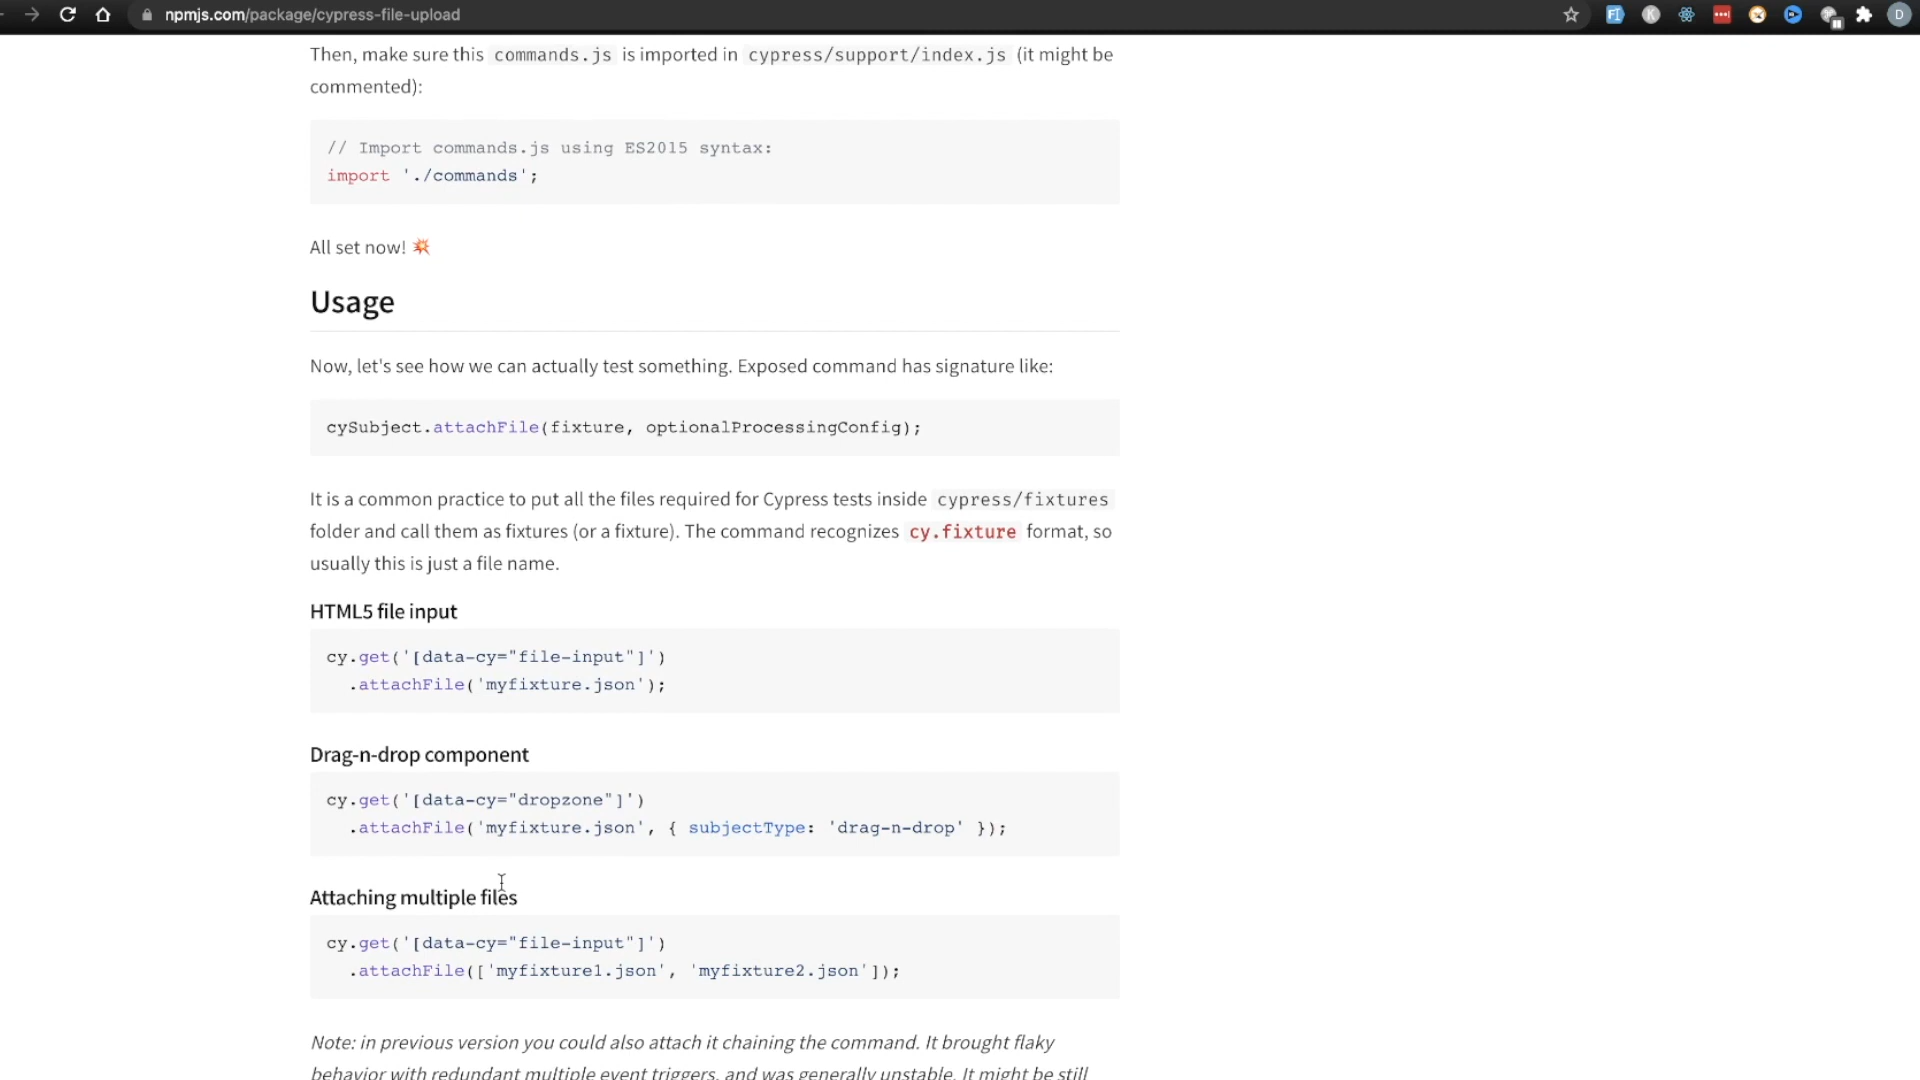 npmjs.com/package/cypress-file-upload
Then, make sure this commands.js is imported in cypress/support/index.js (it might be
commented):
// Import commands.js using ES2015 syntax:
import './commands';
All set now! 💥
Usage
Now, let's see how we can actually test something. Exposed command has signature like:
cySubject.attachFile(fixture, optionalProcessingConfig);
It is a common practice to put all the files required for Cypress tests inside cypress/fixtures
folder and call them as fixtures (or a fixture). The command recognizes cy.fixture format, so
usually this is just a file name.
HTML5 file input
cy.get('[data-cy="file-input"]')
.attachFile('myfixture.json');
Drag-n-drop component
cy.get('[data-cy="dropzone"]')
.attachFile('myfixture.json', { subjectType: 'drag-n-drop' });
Attaching multiple files
cy.get('[data-cy="file-input"]')
.attachFile(['myfixture1.json', 'myfixture2.json']);
Note: in previous version you could also attach it chaining the command. It brought flaky
behavior with redundant multiple event triggers, and was generally unstable. It might be still